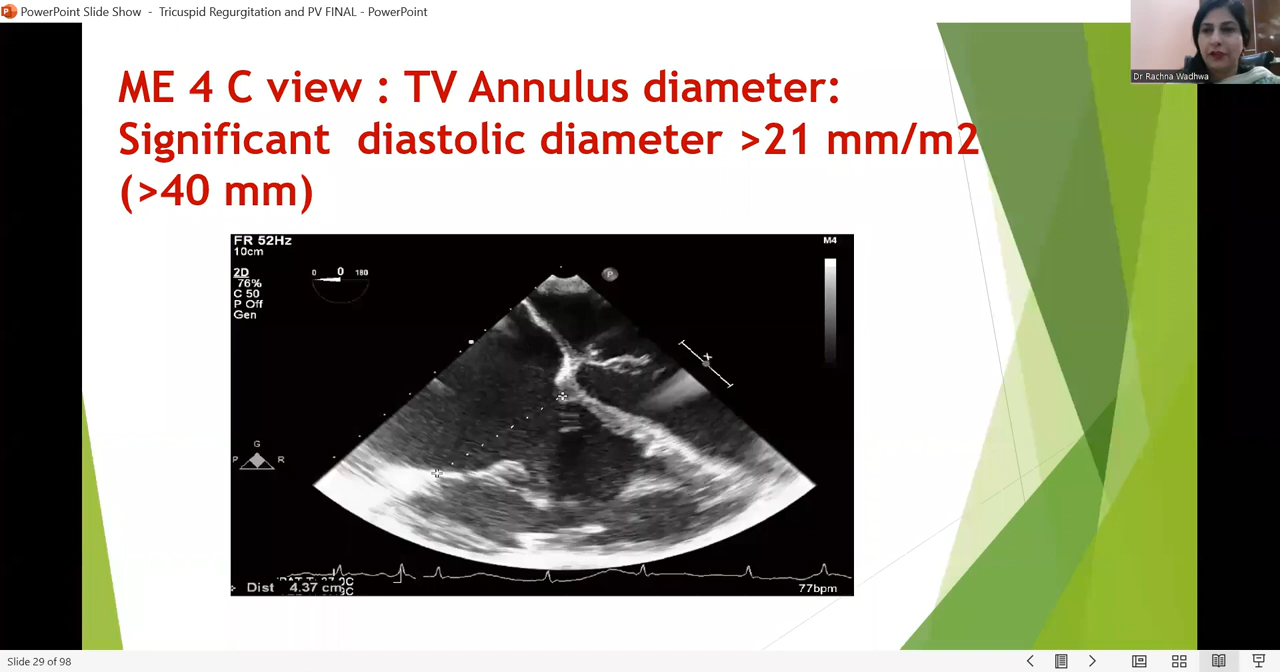 PowerPoint Slide Show - Tricuspid Regurgitation and PV FINAL - PowerPoint
Dr Rachna Wadhwa
ME 4 C view : TV Annulus diameter:
Significant diastolic diameter >21 mm/m2
(>40 mm)
FR 52Hz
10cm
M4
2D
76%
C 50
P Off
Gen
0 0 180
P
X
G
P R
Dist 4.37 cm
77bpm
Slide 29 of 98